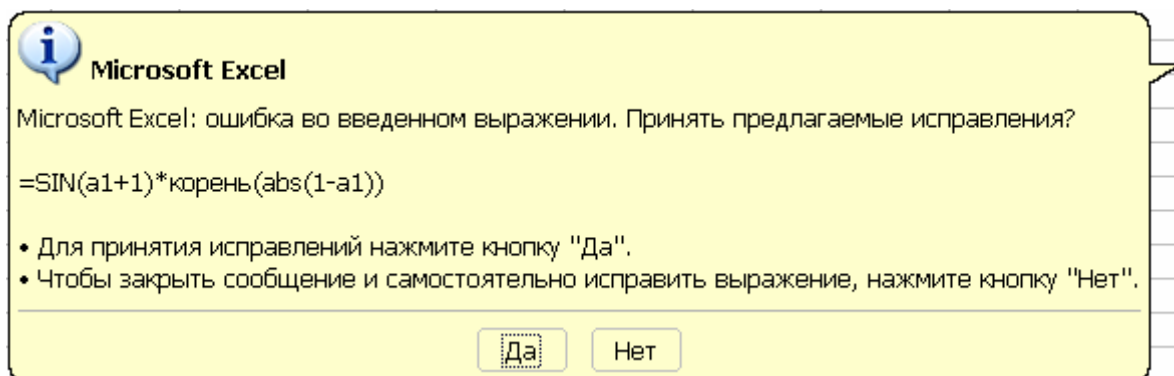 Microsoft Excel
Microsoft Excel: ошибка во введенном выражении. Принять предлагаемые исправления?
=SIN(a1+1)*корень(abs(1-a1))
• Для принятия исправлений нажмите кнопку "Да".
• Чтобы закрыть сообщение и самостоятельно исправить выражение, нажмите кнопку "Нет".
Да Нет